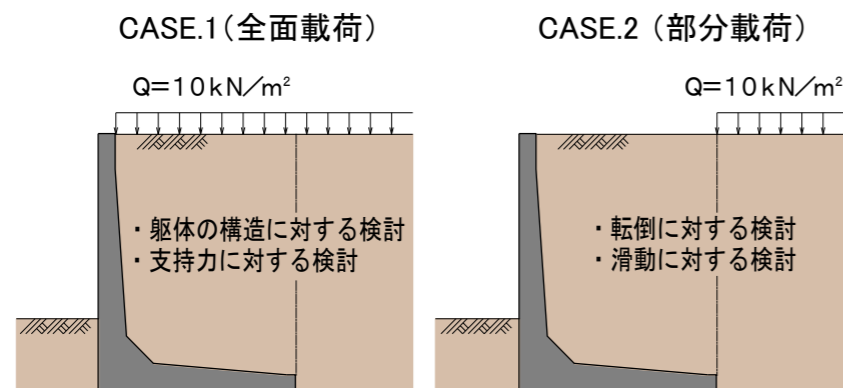 CASE.1（全面載荷）
Q=10kN/m²
・躯体の構造に対する検討
・支持力に対する検討
CASE.2（部分載荷）
Q=10kN/m²
・転倒に対する検討
・滑動に対する検討